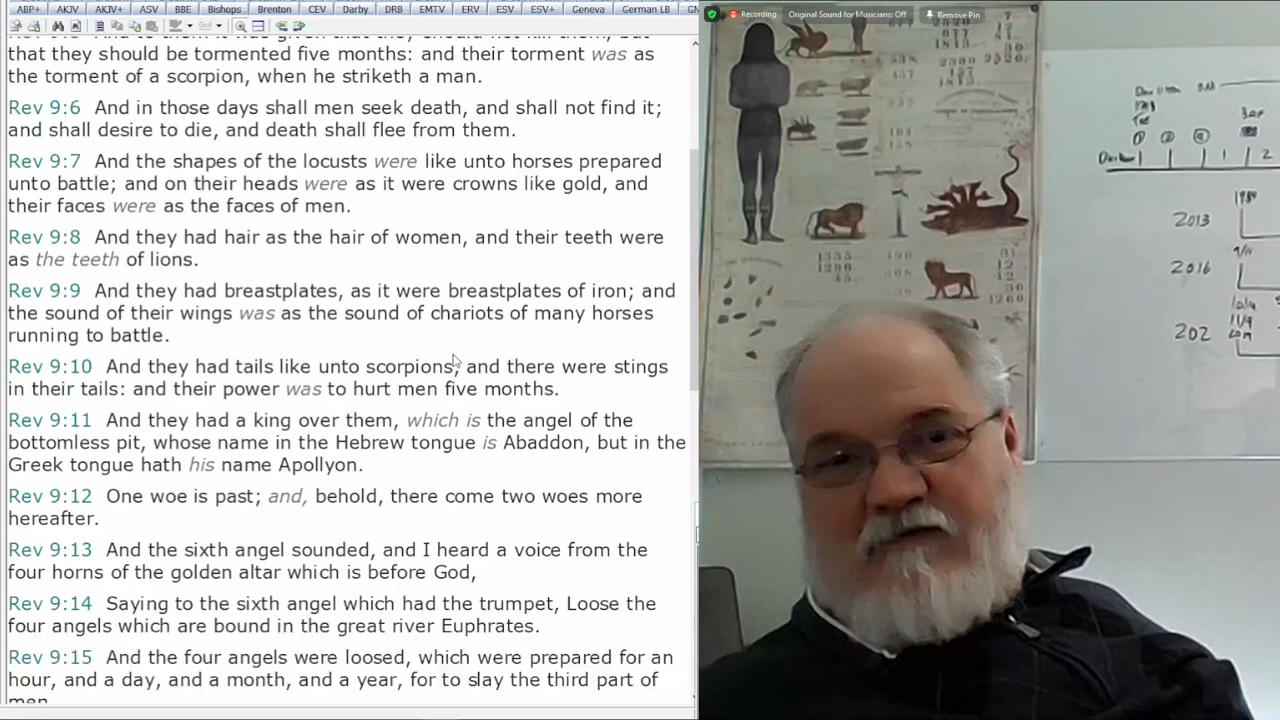 ABP+ AKJV AKJV+ ASV BBE Bishops Brenton CEV Darby DRB EMTV ERV ESV ESV+ Geneva German LB GN
that they should be tormented five months: and their torment was as
the torment of a scorpion, when he striketh a man.
Rev 9:6 And in those days shall men seek death, and shall not find it;
and shall desire to die, and death shall flee from them.
Rev 9:7 And the shapes of the locusts were like unto horses prepared
unto battle; and on their heads were as it were crowns like gold, and
their faces were as the faces of men.
Rev 9:8 And they had hair as the hair of women, and their teeth were
as the teeth of lions.
Rev 9:9 And they had breastplates, as it were breastplates of iron; and
the sound of their wings was as the sound of chariots of many horses
running to battle.
Rev 9:10 And they had tails like unto scorpions, and there were stings
in their tails: and their power was to hurt men five months.
Rev 9:11 And they had a king over them, which is the angel of the
bottomless pit, whose name in the Hebrew tongue is Abaddon, but in the
Greek tongue hath his name Apollyon.
Rev 9:12 One woe is past; and, behold, there come two woes more
hereafter.
Rev 9:13 And the sixth angel sounded, and I heard a voice from the
four horns of the golden altar which is before God,
Rev 9:14 Saying to the sixth angel which had the trumpet, Loose the
four angels which are bound in the great river Euphrates.
Rev 9:15 And the four angels were loosed, which were prepared for an
hour, and a day, and a month, and a year, for to slay the third part of
men
Recording Original Sound for Musicians: Off Remove Pin
1335
1290
1260
1 2
1989
2013
9/11
2016
202